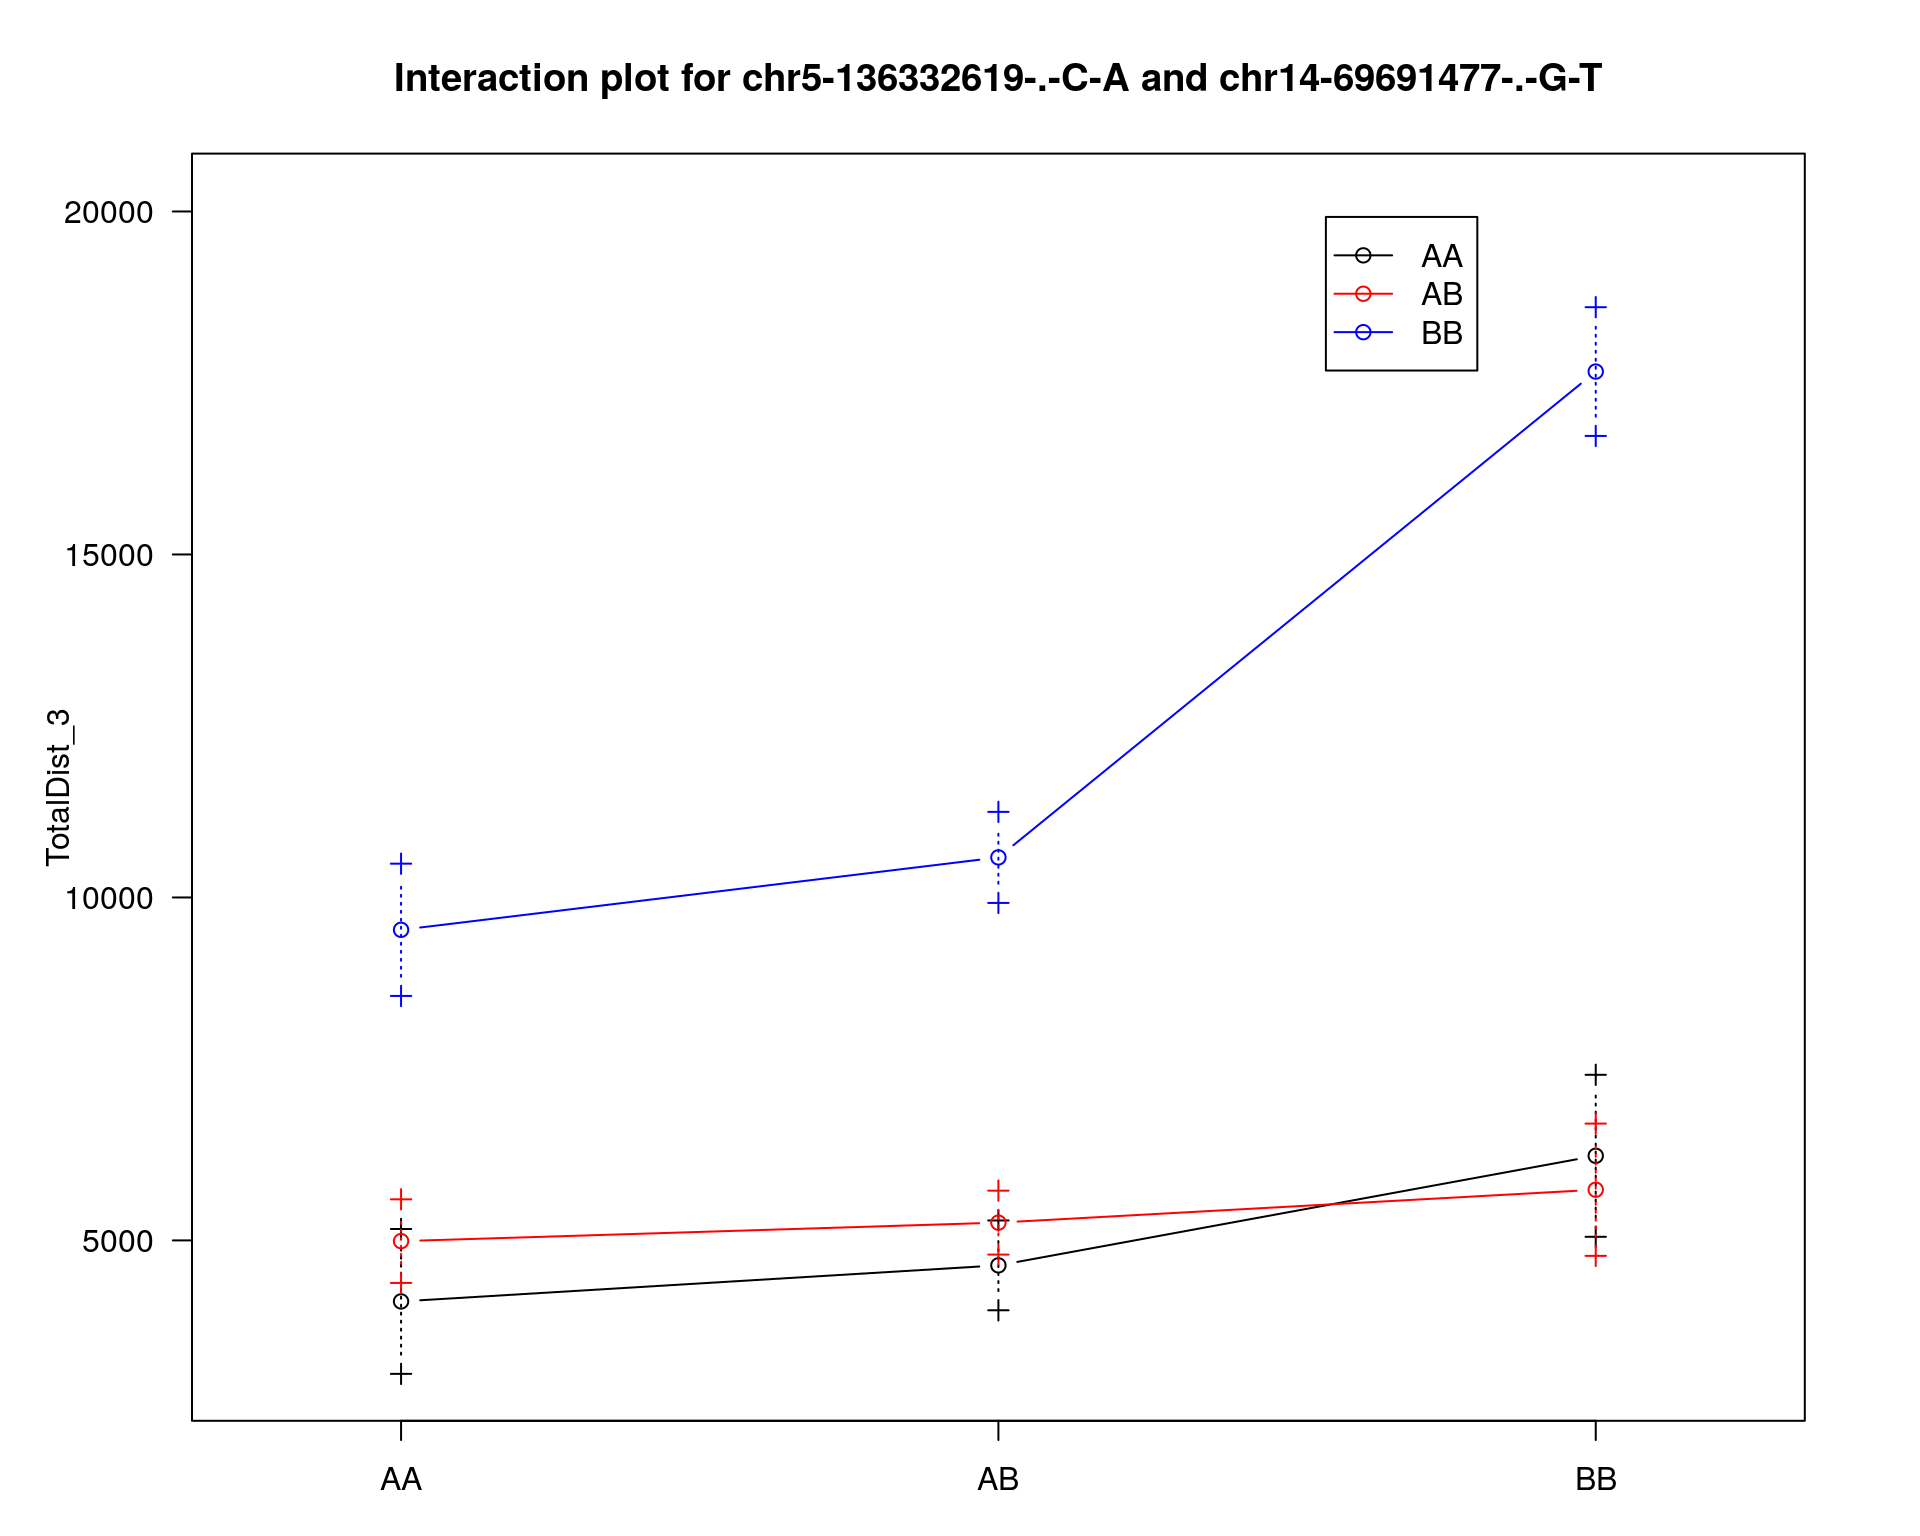 Interaction plot for chr5-136332619-.-C-A and chr14-69691477-.-G-T
20000
15000
10000
5000
TotalDist_3
AA
AB
BB
AA
AB
BB